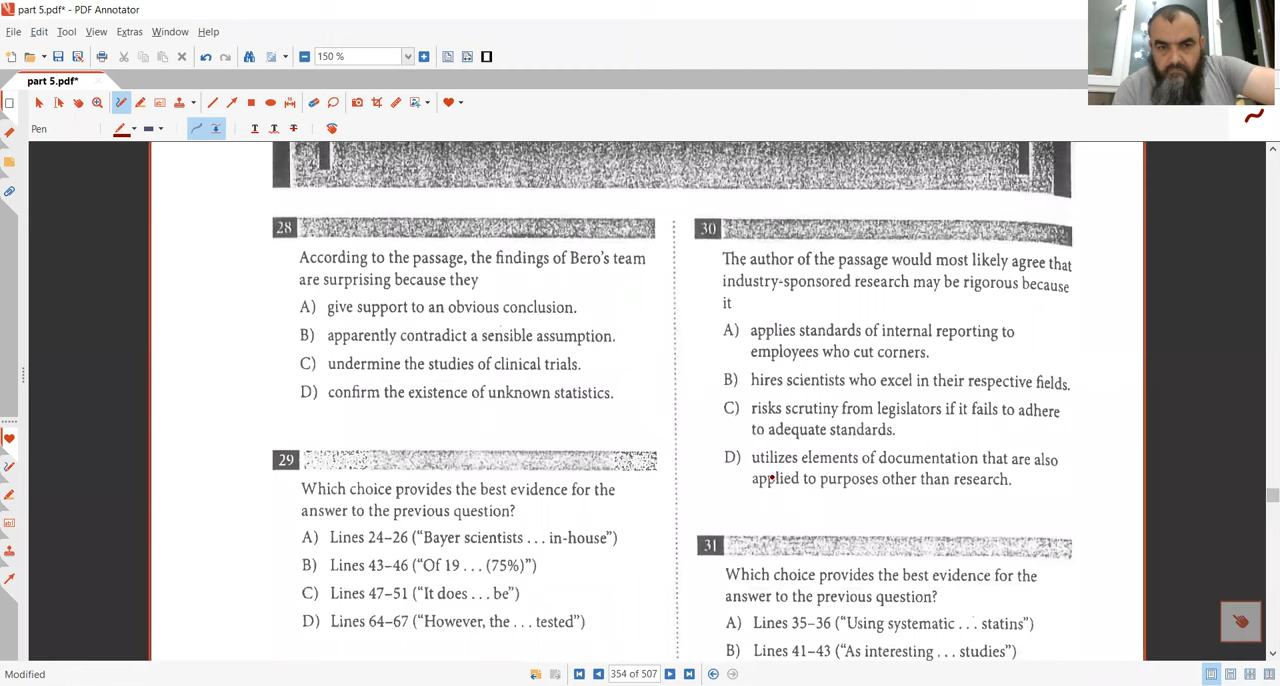 part 5.pdf* - PDF Annotator
File Edit Tool View Extras Window Help
150 %
part 5.pdf*
Pen
28
According to the passage, the findings of Bero's team
are surprising because they
A) give support to an obvious conclusion.
B) apparently contradict a sensible assumption.
C) undermine the studies of clinical trials.
D) confirm the existence of unknown statistics.
29
Which choice provides the best evidence for the
answer to the previous question?
A) Lines 24–26 (“Bayer scientists . . . in-house”)
B) Lines 43–46 (“Of 19 . . . (75%)”)
C) Lines 47–51 (“It does . . . be”)
D) Lines 64–67 (“However, the . . . tested”)
30
The author of the passage would most likely agree that
industry-sponsored research may be rigorous because
it
A) applies standards of internal reporting to
employees who cut corners.
B) hires scientists who excel in their respective fields.
C) risks scrutiny from legislators if it fails to adhere
to adequate standards.
D) utilizes elements of documentation that are also
applied to purposes other than research.
31
Which choice provides the best evidence for the
answer to the previous question?
A) Lines 35–36 (“Using systematic . . . statins”)
B) Lines 41–43 (“As interesting . . . studies”)
Modified
354 of 507